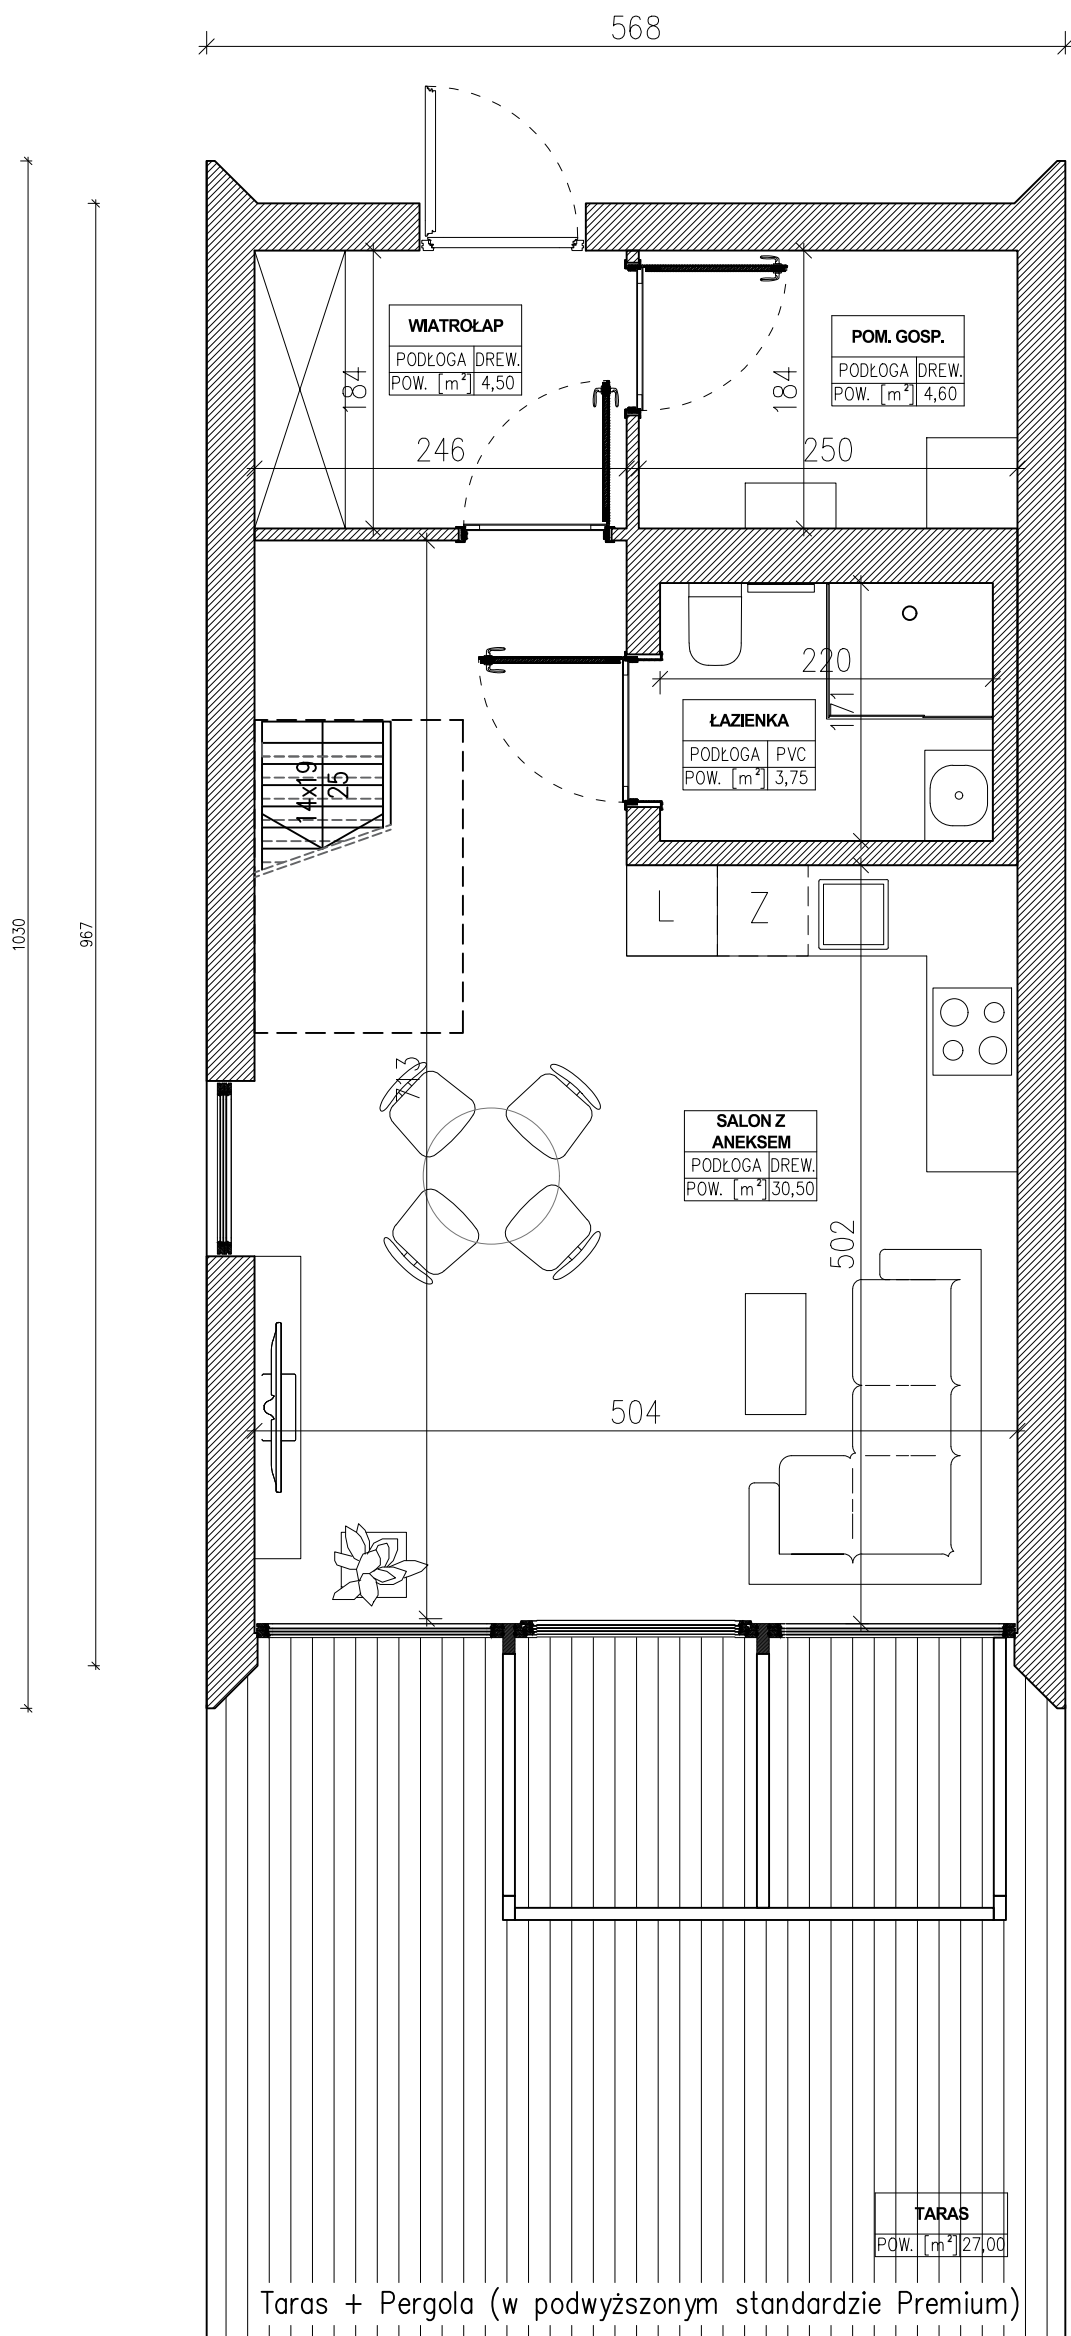 568
WIATROŁAP
PODŁOGA DREW.
POW. [m²] 4,50
POM. GOSP.
PODŁOGA DREW.
POW. [m²] 4,60
184
184
246
250
220
171
ŁAZIENKA
PODŁOGA PVC
POW. [m²] 3,75
14x19
25
L
Z
1030
967
713
SALON Z
ANEKSEM
PODŁOGA DREW.
POW. [m²] 30,50
502
504
TARAS
POW. [m²] 27,00
Taras + Pergola (w podwyższonym standardzie Premium)